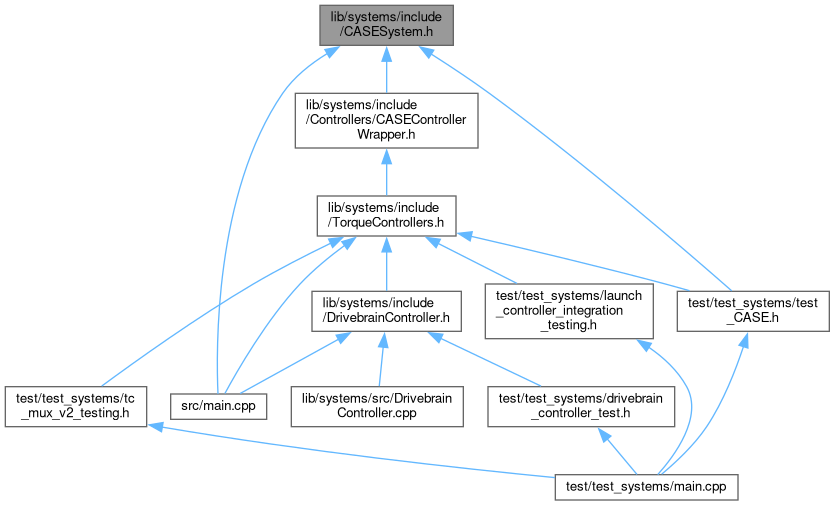 lib/systems/include
/CASESystem.h
lib/systems/include
/Controllers/CASEController
Wrapper.h
lib/systems/include
/TorqueControllers.h
lib/systems/include
/DrivebrainController.h
test/test_systems/launch
_controller_integration
_testing.h
test/test_systems/test
_CASE.h
test/test_systems/tc
_mux_v2_testing.h
src/main.cpp
lib/systems/src/Drivebrain
Controller.cpp
test/test_systems/drivebrain
_controller_test.h
test/test_systems/main.cpp